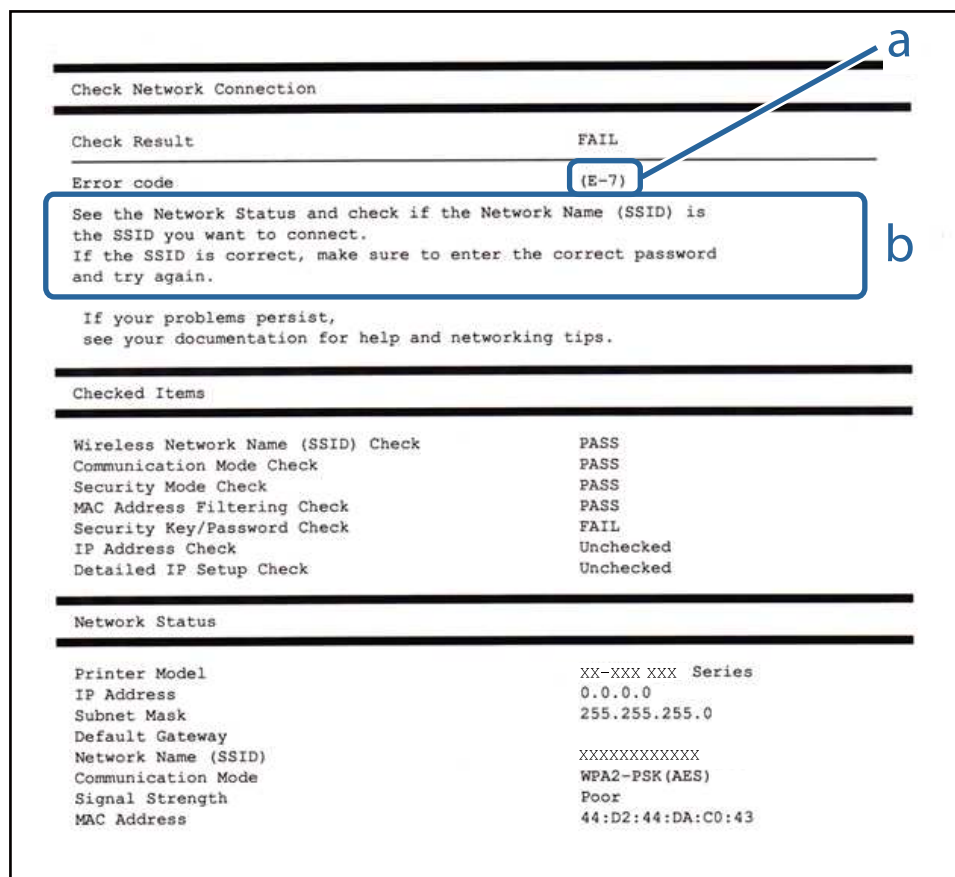 a
Check Network Connection
Check Result FAIL
Error code (E-7)
See the Network Status and check if the Network Name (SSID) is
the SSID you want to connect.
If the SSID is correct, make sure to enter the correct password
and try again.
b
If your problems persist,
see your documentation for help and networking tips.
Checked Items
Wireless Network Name (SSID) Check PASS
Communication Mode Check PASS
Security Mode Check PASS
MAC Address Filtering Check PASS
Security Key/Password Check FAIL
IP Address Check Unchecked
Detailed IP Setup Check Unchecked
Network Status
Printer Model XX-XXX XXX Series
IP Address 0.0.0.0
Subnet Mask 255.255.255.0
Default Gateway
Network Name (SSID) XXXXXXXXXXXX
Communication Mode WPA2-PSK(AES)
Signal Strength Poor
MAC Address 44:D2:44:DA:C0:43